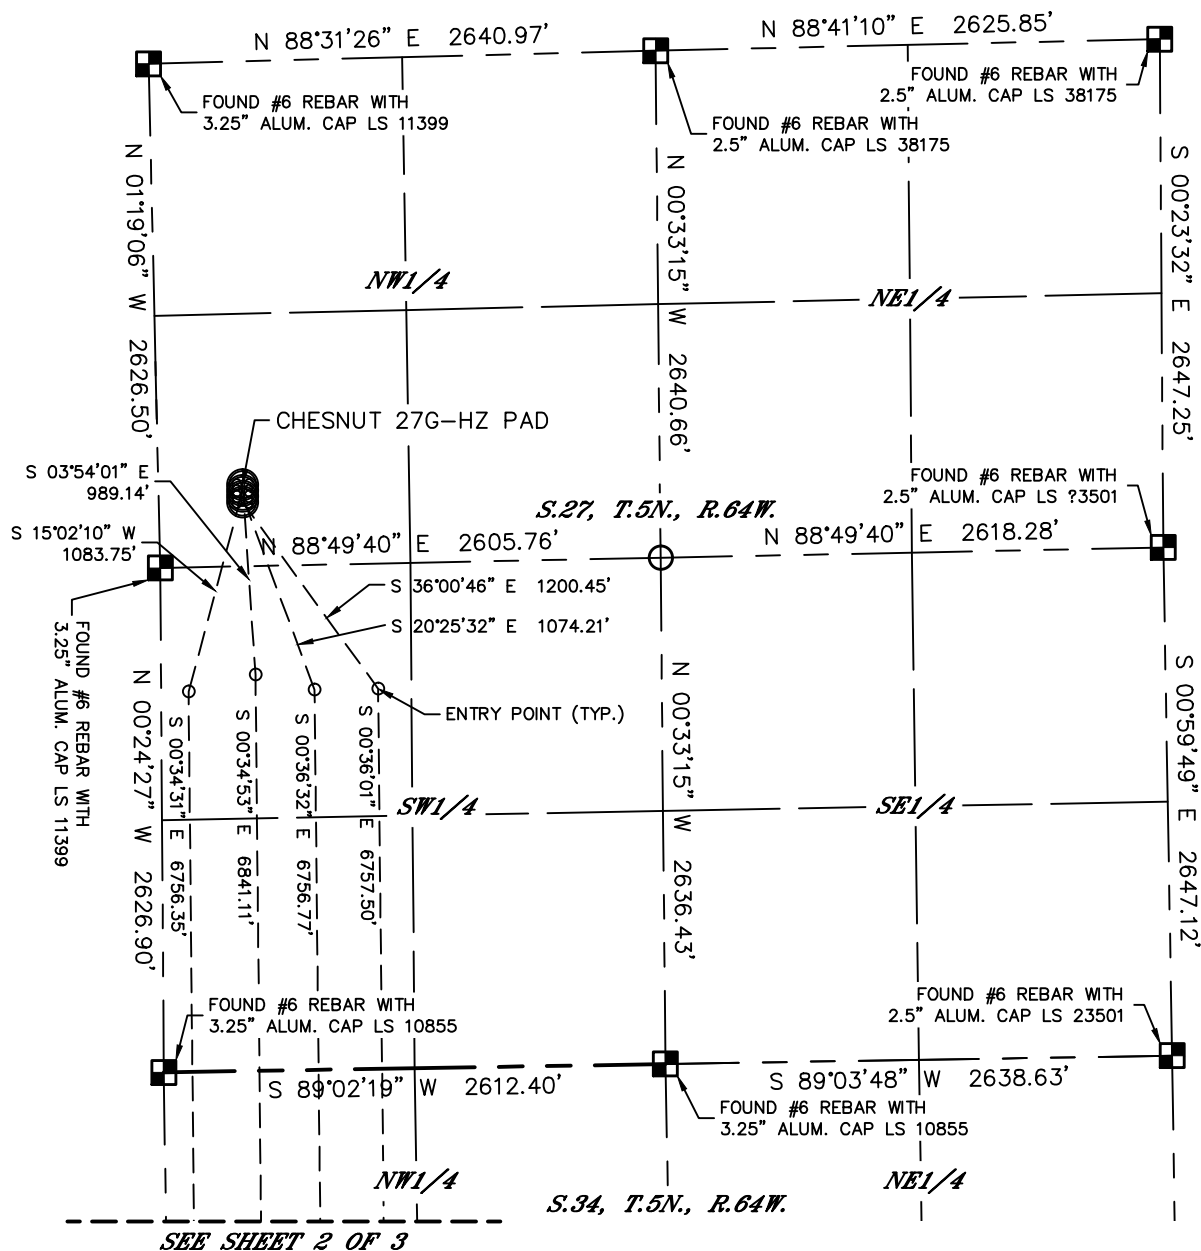 N 88°31'26" E 2640.97'
N 88°41'10" E 2625.85'
FOUND #6 REBAR WITH
3.25" ALUM. CAP LS 11399
FOUND #6 REBAR WITH
2.5" ALUM. CAP LS 38175
FOUND #6 REBAR WITH
2.5" ALUM. CAP LS 38175
N 01°19'06" W 2626.50'
N 00°33'15" W 2640.66'
S 00°23'32" E 2647.25'
NW1/4
NE1/4
CHESNUT 27G-HZ PAD
S 03°54'01" E
989.14'
S 15°02'10" W
1083.75'
FOUND #6 REBAR WITH
2.5" ALUM. CAP LS ?3501
S.27, T.5N., R.64W.
N 88°49'40" E 2605.76'
N 88°49'40" E 2618.28'
S 36°00'46" E 1200.45'
S 20°25'32" E 1074.21'
FOUND #6 REBAR WITH
3.25" ALUM. CAP LS 11399
ENTRY POINT (TYP.)
N 00°24'27" W 2626.90'
S 00°34'31" E 6756.35'
S 00°34'53" E 6841.11'
S 00°36'32" E 6756.77'
S 00°36'01" E 6757.50'
N 00°33'15" W 2636.43'
S 00°59'49" E 2647.12'
SW1/4
SE1/4
FOUND #6 REBAR WITH
3.25" ALUM. CAP LS 10855
FOUND #6 REBAR WITH
2.5" ALUM. CAP LS 23501
S 89°02'19" W 2612.40'
S 89°03'48" W 2638.63'
FOUND #6 REBAR WITH
3.25" ALUM. CAP LS 10855
NW1/4
NE1/4
S.34, T.5N., R.64W.
SEE SHEET 2 OF 3